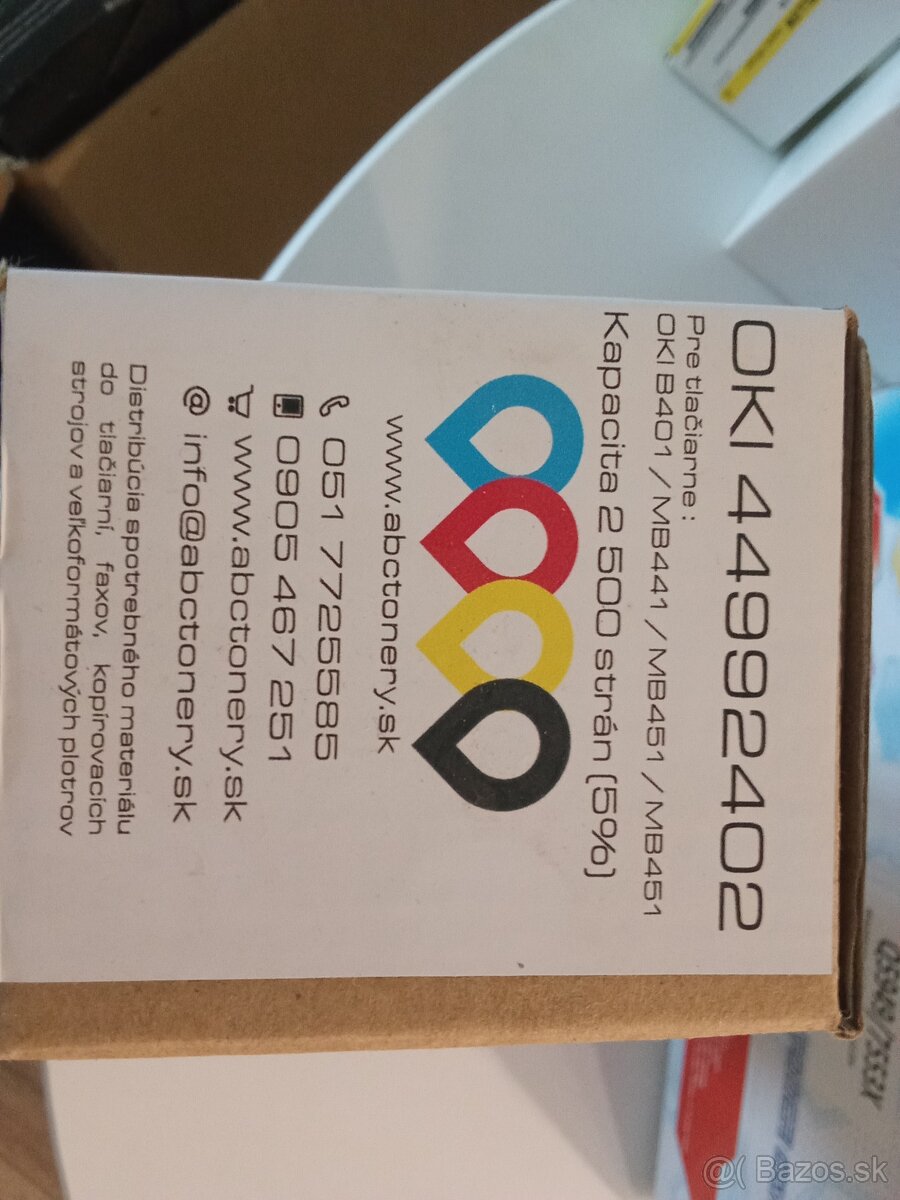 OKI 44992402
Pre tlačiarne :
OKI B401 / MB441 / MB451 / MB451
Kapacita 2 500 strán (5%)
www.abctonery.sk
051 7725585
0905 467 251
www.abctonery.sk
@ info@abctonery.sk
Distribúcia spotrebného materiálu
do tlačiarní, faxov, kopírovacích
strojov a veľkoformátových plotrov
Q5949/7553X
@( Bazos.sk